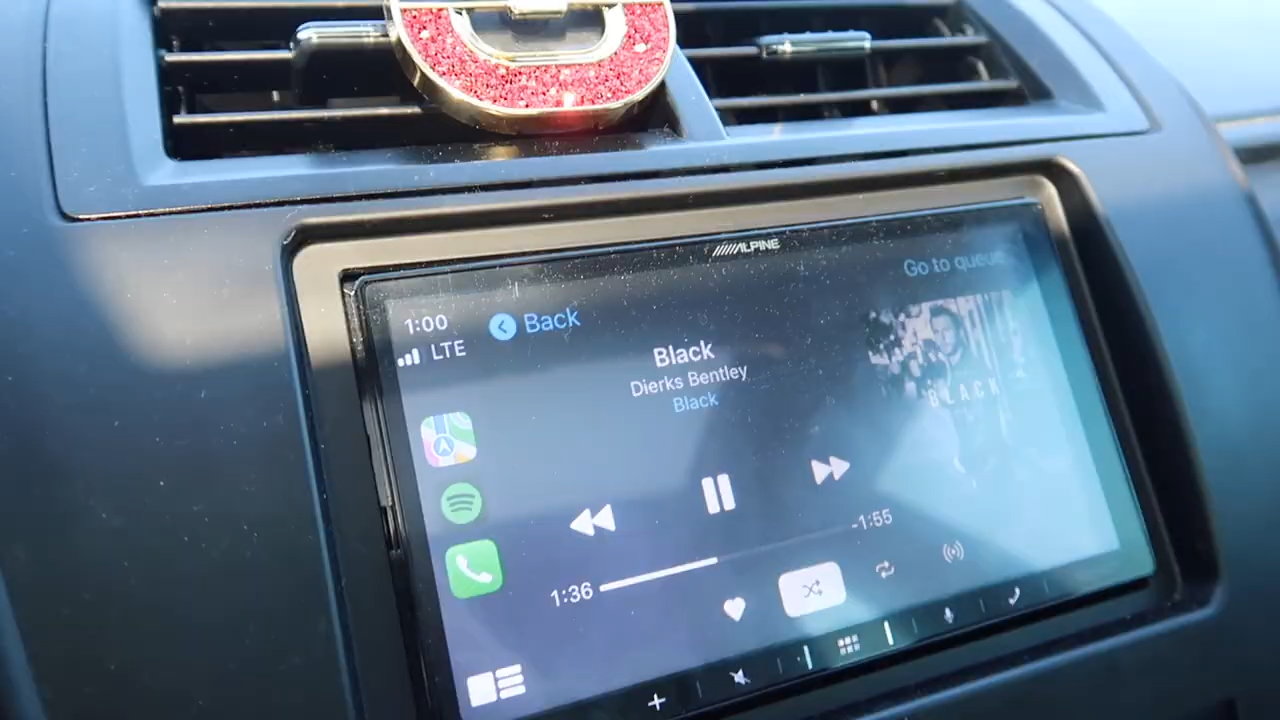 ALPINE
Go to queue
1:00
Back
LTE
Black
Dierks Bentley
Black
BLACK
-1:55
1:36